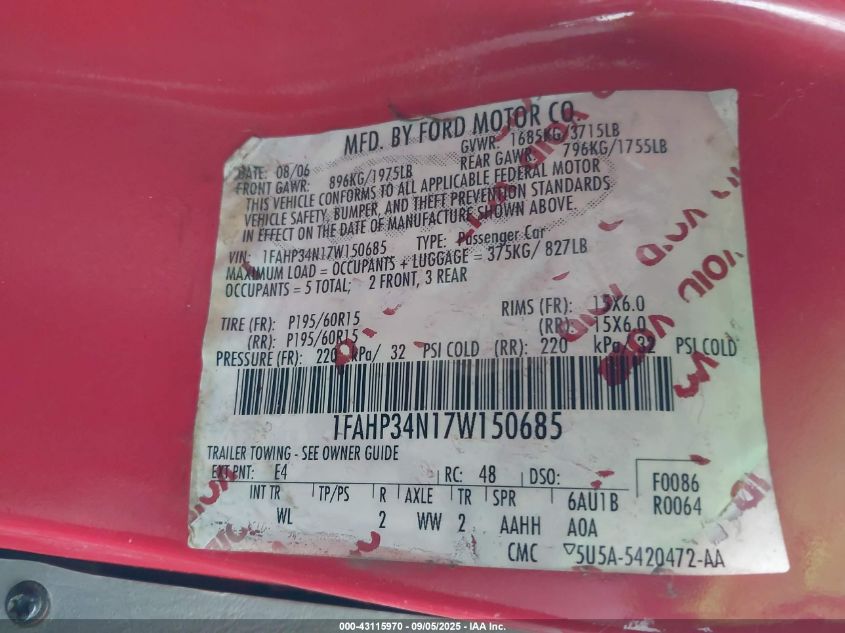 MFD. BY FORD MOTOR CO.
DATE: 08/06 GVWR: 1685KG/3715LB
FRONT GAWR: 896KG/1975LB REAR GAWR: 796KG/1755LB
THIS VEHICLE CONFORMS TO ALL APPLICABLE FEDERAL MOTOR
VEHICLE SAFETY, BUMPER, AND THEFT PREVENTION STANDARDS
IN EFFECT ON THE DATE OF MANUFACTURE SHOWN ABOVE.
VIN: 1FAHP34N17W150685 TYPE: Passenger Car
MAXIMUM LOAD = OCCUPANTS + LUGGAGE = 375KG/ 827LB
OCCUPANTS = 5 TOTAL; 2 FRONT, 3 REAR
TIRE (FR): P195/60R15 RIMS (FR): 15X6.0
(RR): P195/60R15 (RR): 15X6.0
PRESSURE (FR): 220 kPa/ 32 PSI COLD (RR): 220 kPa/ 32 PSI COLD
1FAHP34N17W150685
TRAILER TOWING - SEE OWNER GUIDE
EXT PNT: E4 RC: 48 DSO: F0086
INT TR TP/PS R AXLE TR SPR 6AU1B R0064
WL 2 WW 2 AAHH A0A
CMC 5U5A-5420472-AA
VOID
VOID
VOID
VOID
VOID
000-43115970 - 09/05/2025 - IAA Inc.